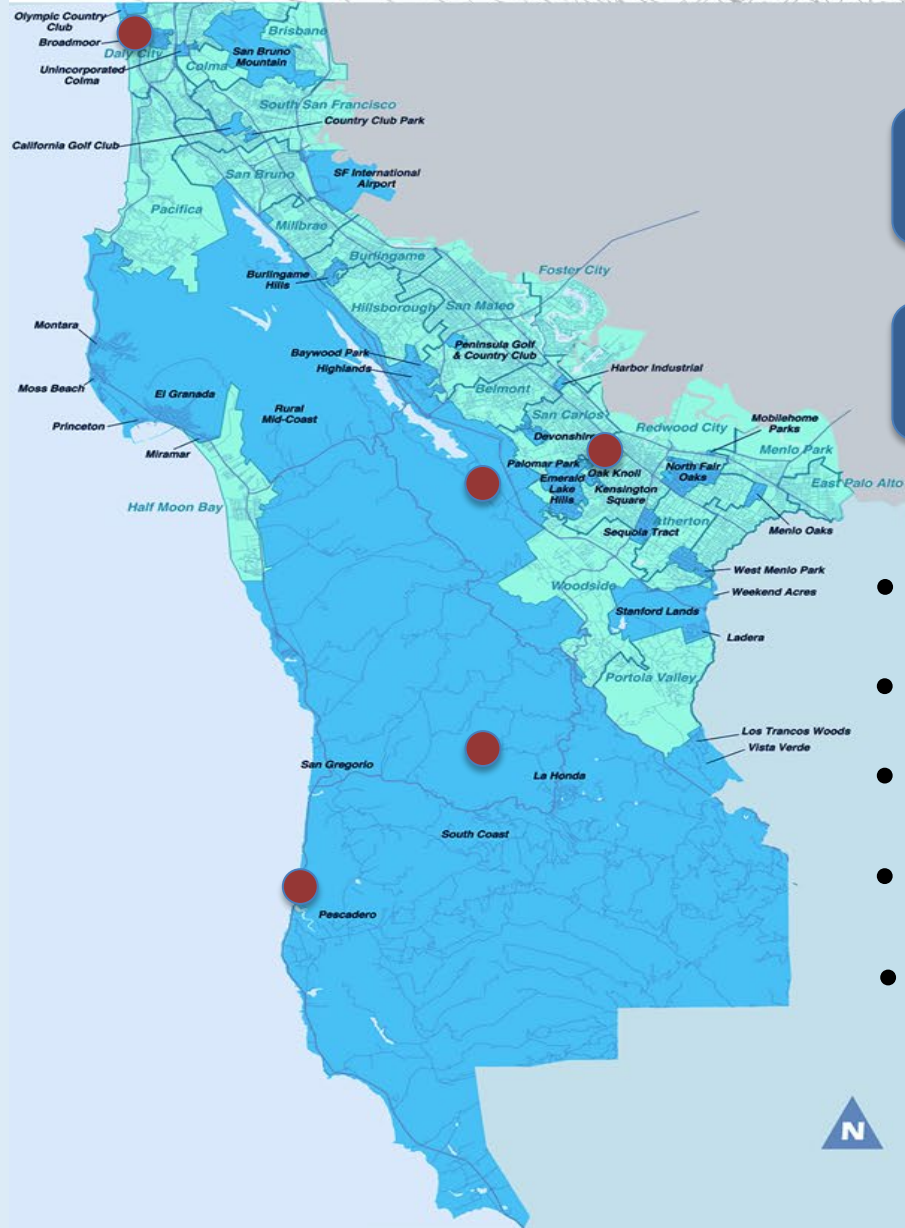 Olympic Country
Club
Brisbane
Broadmoor
Daly City
San Bruno
Mountain
Colma
Unincorporated
Colma
South San Francisco
Country Club Park
California Golf Club
San Bruno
SF International
Airport
Pacifica
Millbrae
Burlingame
Foster City
Burlingame
Hills
Hillsborough
San Mateo
Montara
Peninsula Golf
& Country Club
Baywood Park
Highlands
Harbor Industrial
Moss Beach
Belmont
El Granada
Rural
Mid-Coast
San Carlos
Mobilehome
Parks
Princeton
Redwood City
Devonshire
Menlo Park
Miramar
Palomar Park
Oak Knoll
North Fair
Oaks
East Palo Alto
Emerald
Lake
Hills
Kensington
Square
Half Moon Bay
Atherton
Menlo Oaks
Sequoia Tract
West Menlo Park
Woodside
Weekend Acres
Stanford Lands
Ladera
Portola Valley
Los Trancos Woods
Vista Verde
San Gregorio
La Honda
South Coast
Pescadero
N